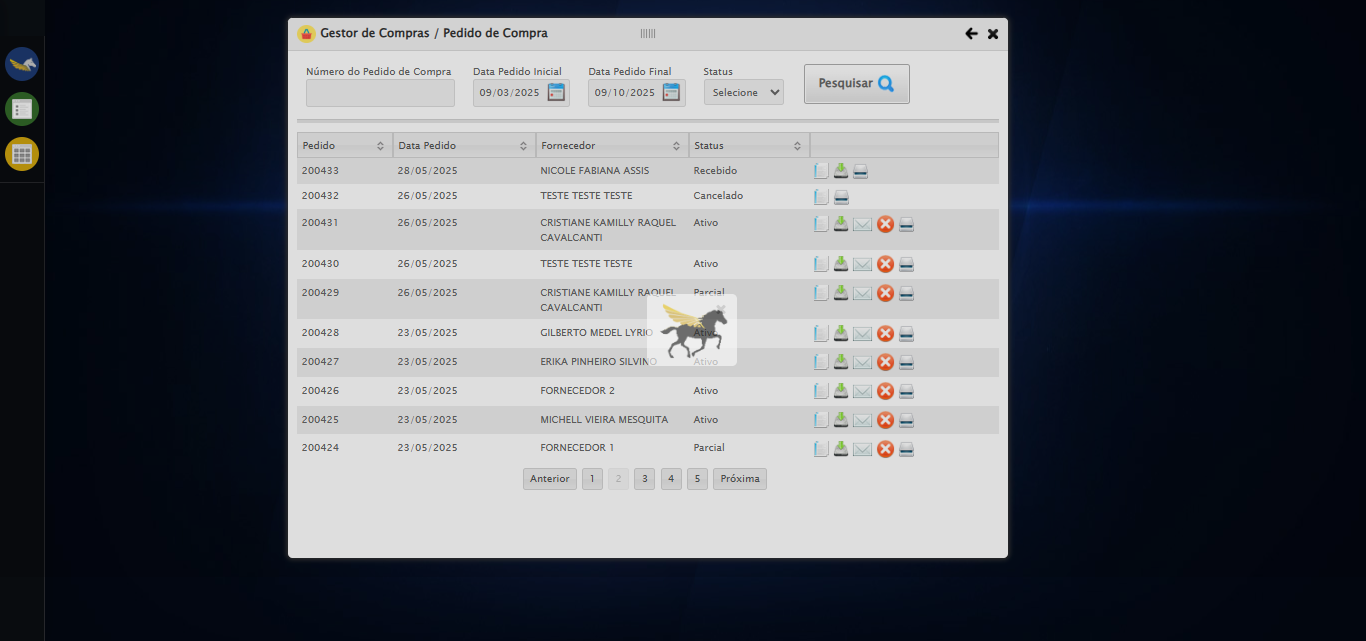 Gestor de Compras / Pedido de Compra
Número do Pedido de Compra Data Pedido Inicial Data Pedido Final Status
09/03/2025 09/10/2025 Selecione Pesquisar
Pedido Data Pedido Fornecedor Status
200433 28/05/2025 NICOLE FABIANA ASSIS Recebido
200432 26/05/2025 TESTE TESTE TESTE Cancelado
200431 26/05/2025 CRISTIANE KAMILLY RAQUEL Ativo
CAVALCANTI
200430 26/05/2025 TESTE TESTE TESTE Ativo
200429 26/05/2025 CRISTIANE KAMILLY RAQUEL Parcial
CAVALCANTI
200428 23/05/2025 GILBERTO MEDEL LYRIO Ativo
200427 23/05/2025 ERIKA PINHEIRO SILVINO Ativo
200426 23/05/2025 FORNECEDOR 2 Ativo
200425 23/05/2025 MICHELL VIEIRA MESQUITA Ativo
200424 23/05/2025 FORNECEDOR 1 Parcial
Anterior 1 2 3 4 5 Próxima